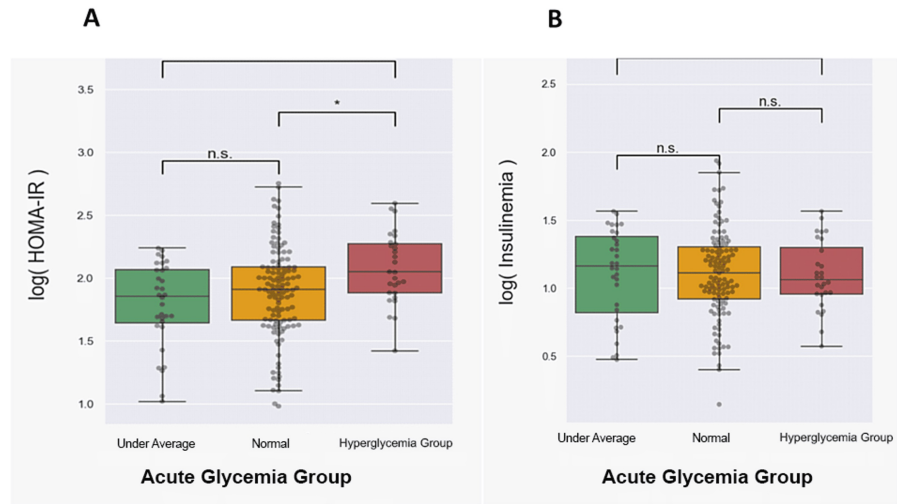 A
B
log( HOMA-IR )
3.5
3.0
2.5
2.0
1.5
1.0
*
n.s.
Under Average
Normal
Hyperglycemia Group
Acute Glycemia Group
log( Insulinemia )
2.5
2.0
1.5
1.0
0.5
n.s.
n.s.
Under Average
Normal
Hyperglycemia Group
Acute Glycemia Group